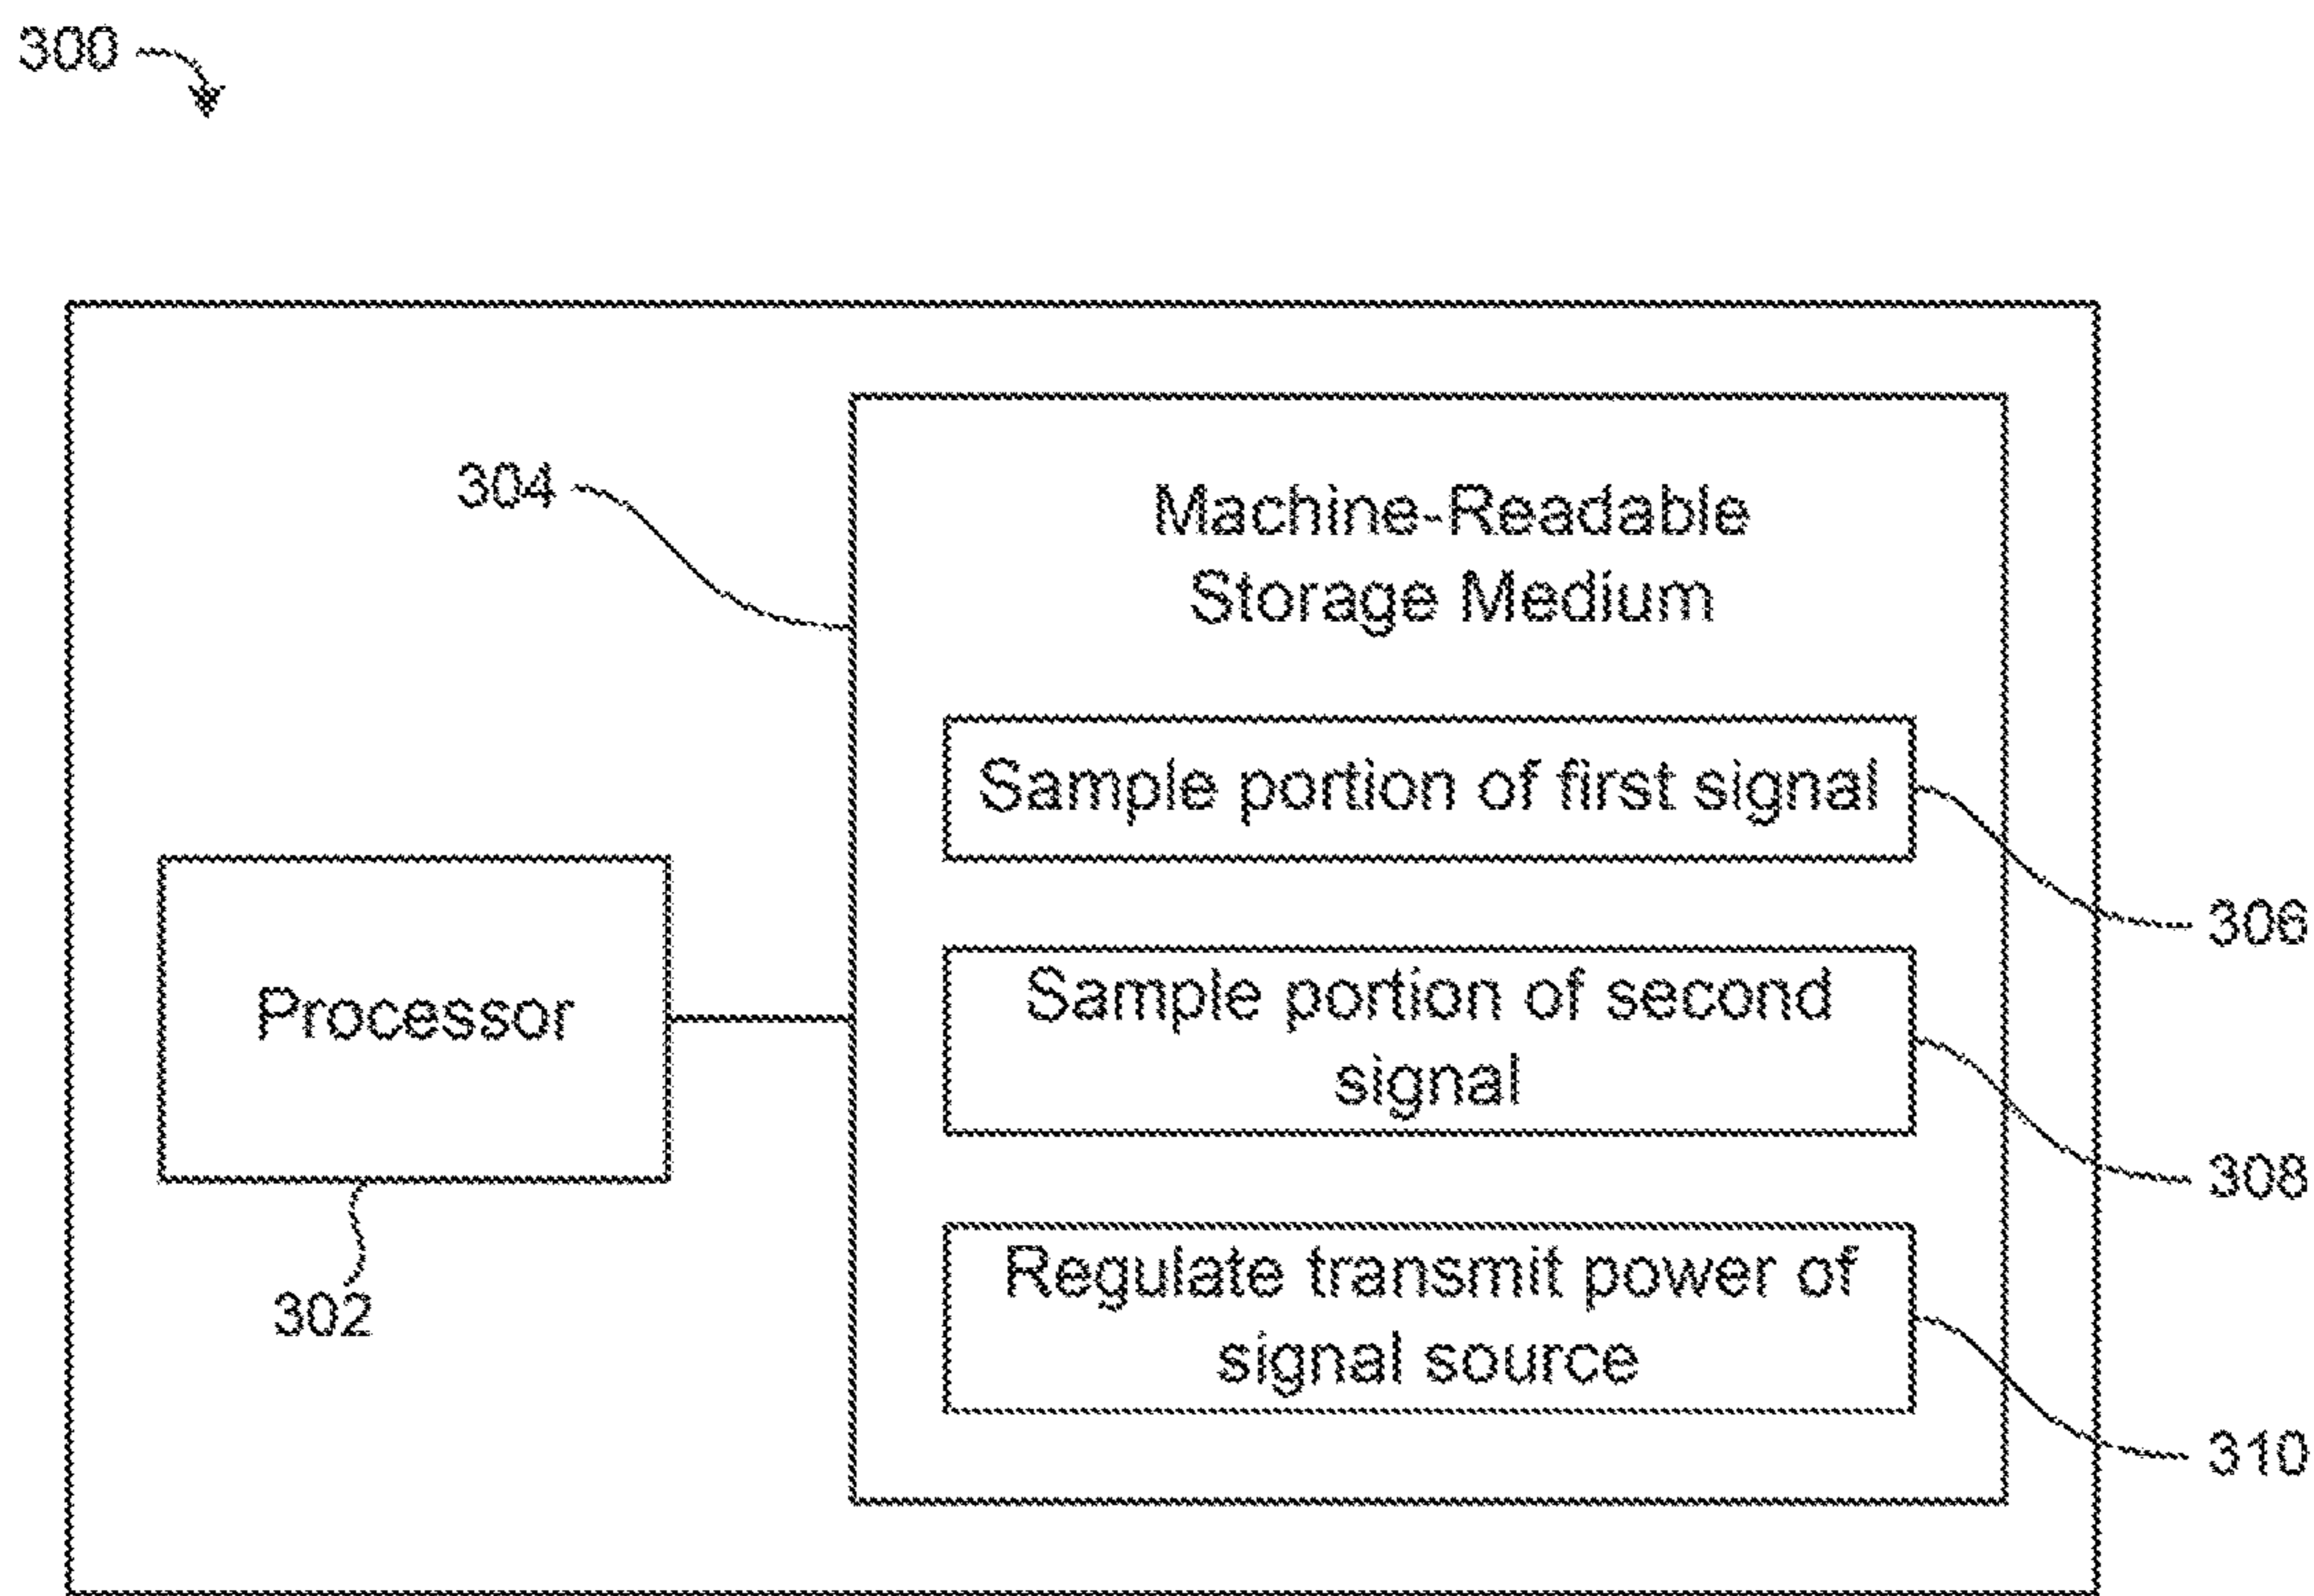 300
304
Machine-Readable
Storage Medium
Sample portion of first signal
306
Processor
Sample portion of second
signal
308
302
Regulate transmit power of
signal source
310